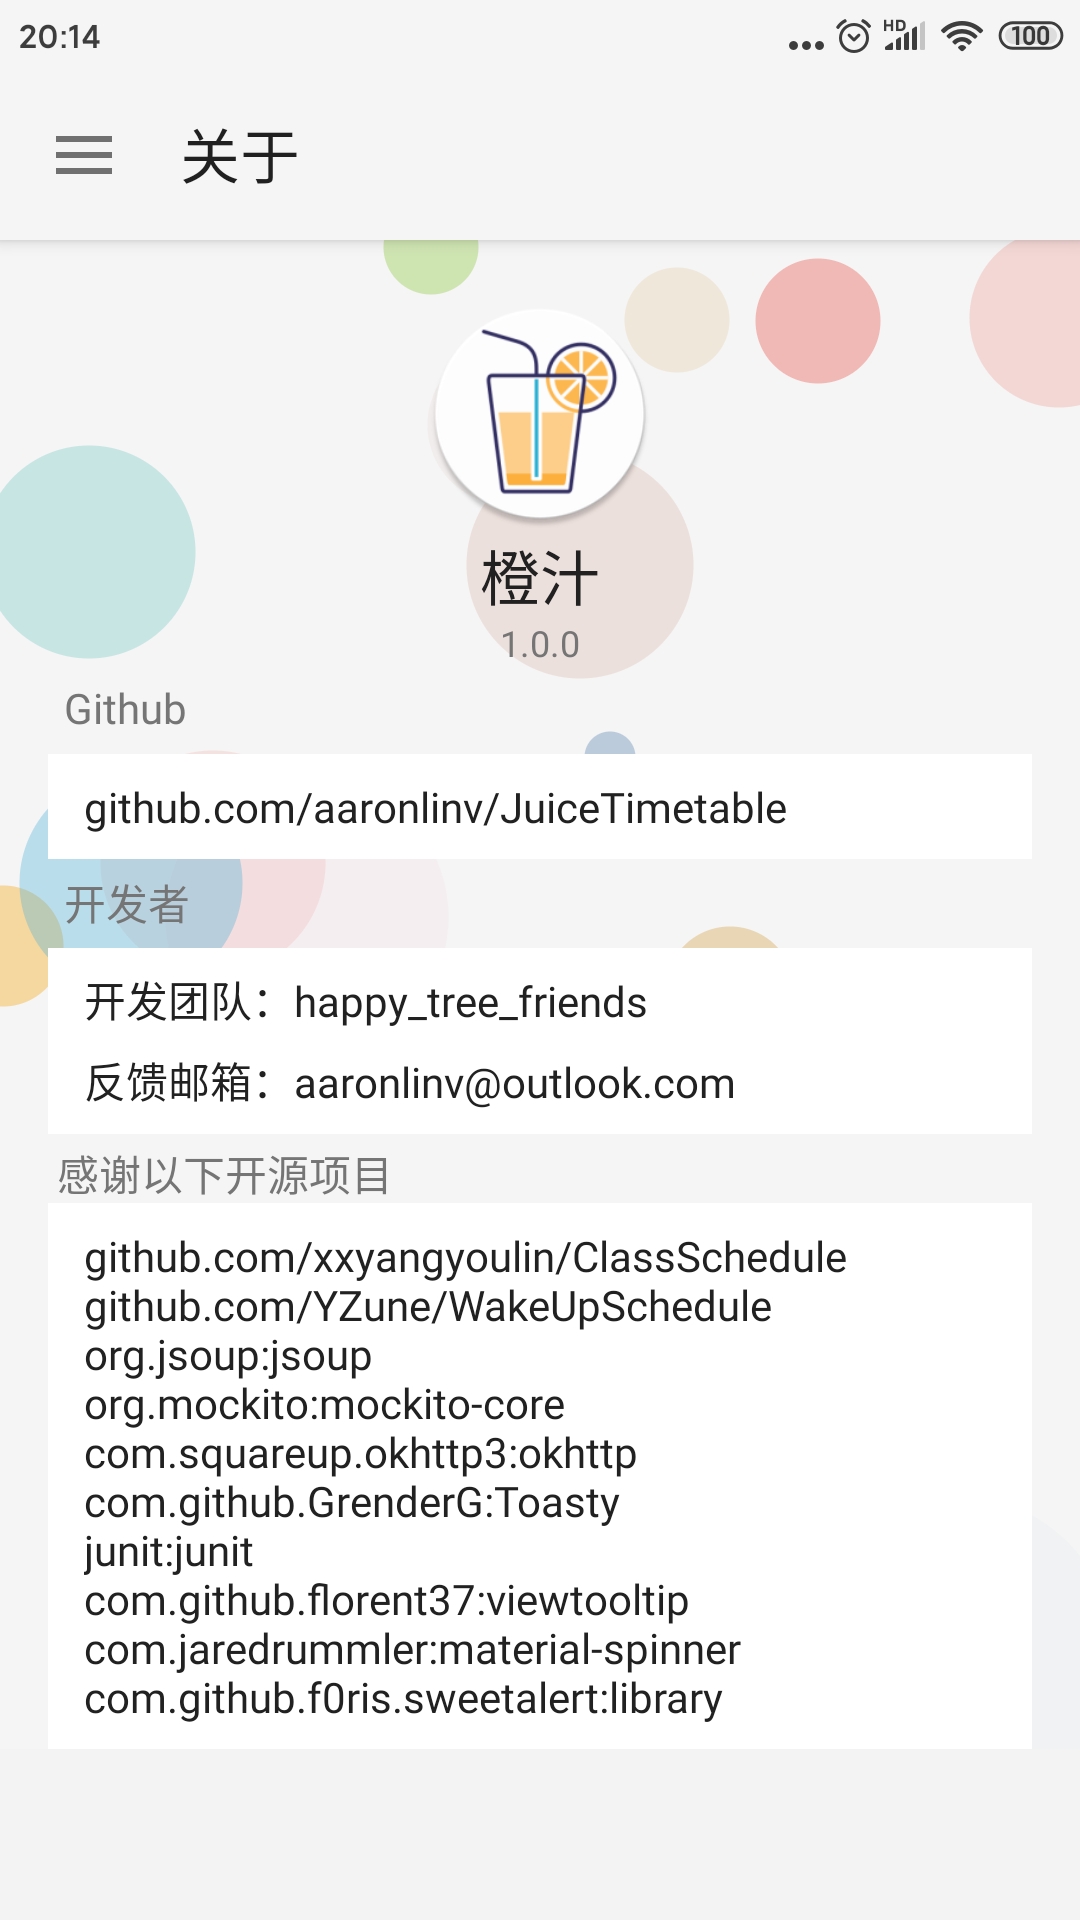 20:14
HD
100
关于
橙汁
1.0.0
Github
github.com/aaronlinv/JuiceTimetable
开发者
开发团队：happy_tree_friends
反馈邮箱：aaronlinv@outlook.com
感谢以下开源项目
github.com/xxyangyoulin/ClassSchedule
github.com/YZune/WakeUpSchedule
org.jsoup:jsoup
org.mockito:mockito-core
com.squareup.okhttp3:okhttp
com.github.GrenderG:Toasty
junit:junit
com.github.florent37:viewtooltip
com.jaredrummler:material-spinner
com.github.f0ris.sweetalert:library